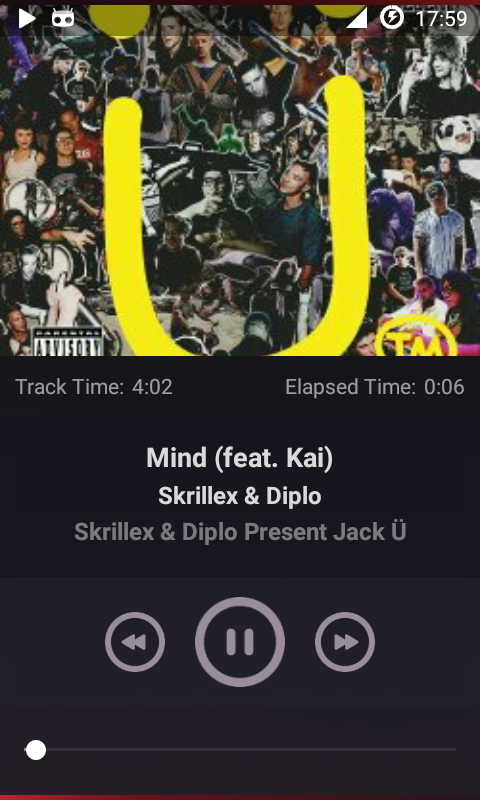 17:59
Ü
PARENTAL
ADVISORY
TM
Track Time: 4:02
Elapsed Time: 0:06
Mind (feat. Kai)
Skrillex & Diplo
Skrillex & Diplo Present Jack Ü